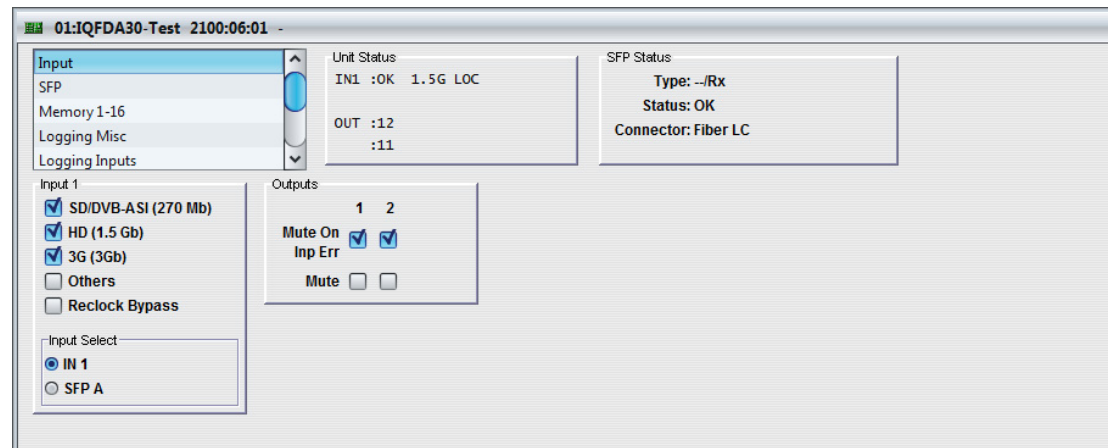 01:IQFDA30-Test 2100:06:01 -
Input
SFP
Memory 1-16
Logging Misc
Logging Inputs
Unit Status
IN1 :OK 1.5G LOC
OUT :12
:11
SFP Status
Type: --/Rx
Status: OK
Connector: Fiber LC
Input 1
SD/DVB-ASI (270 Mb)
HD (1.5 Gb)
3G (3Gb)
Others
Reclock Bypass
Input Select
IN 1
SFP A
Outputs
1 2
Mute On
Inp Err
Mute